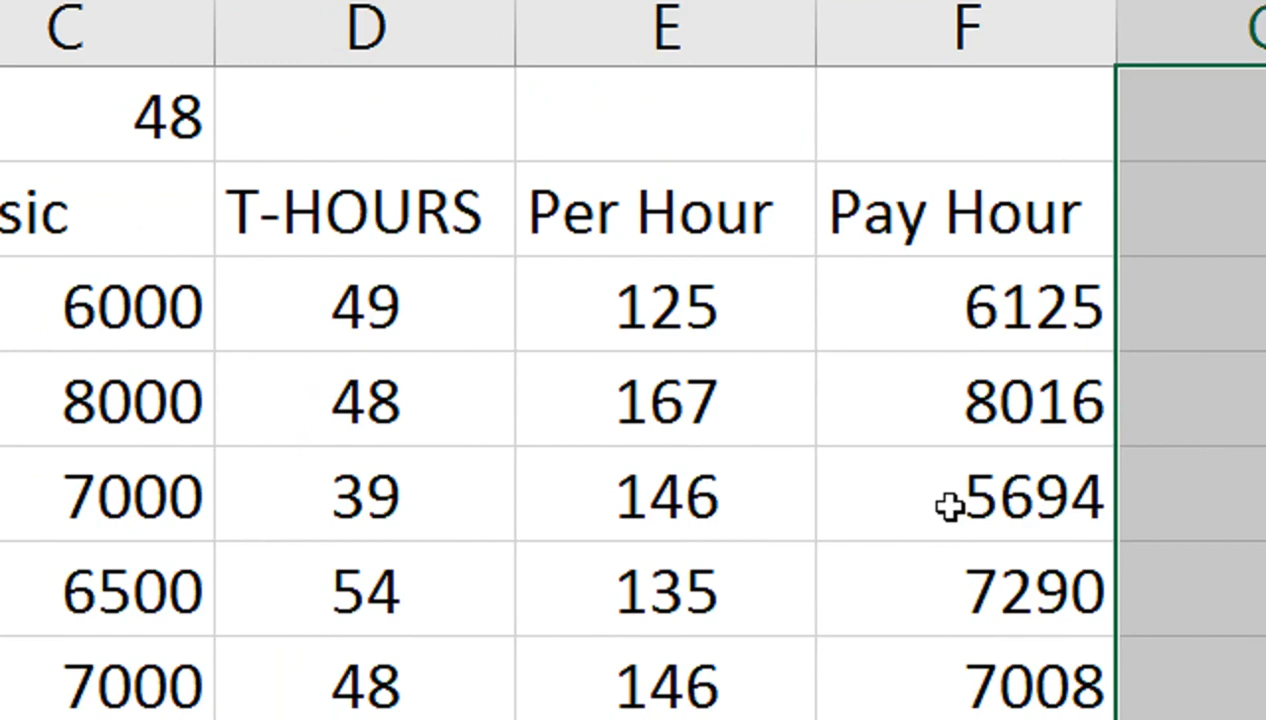 C D E F
48
sic T-HOURS Per Hour Pay Hour
6000 49 125 6125
8000 48 167 8016
7000 39 146 5694
6500 54 135 7290
7000 48 146 7008